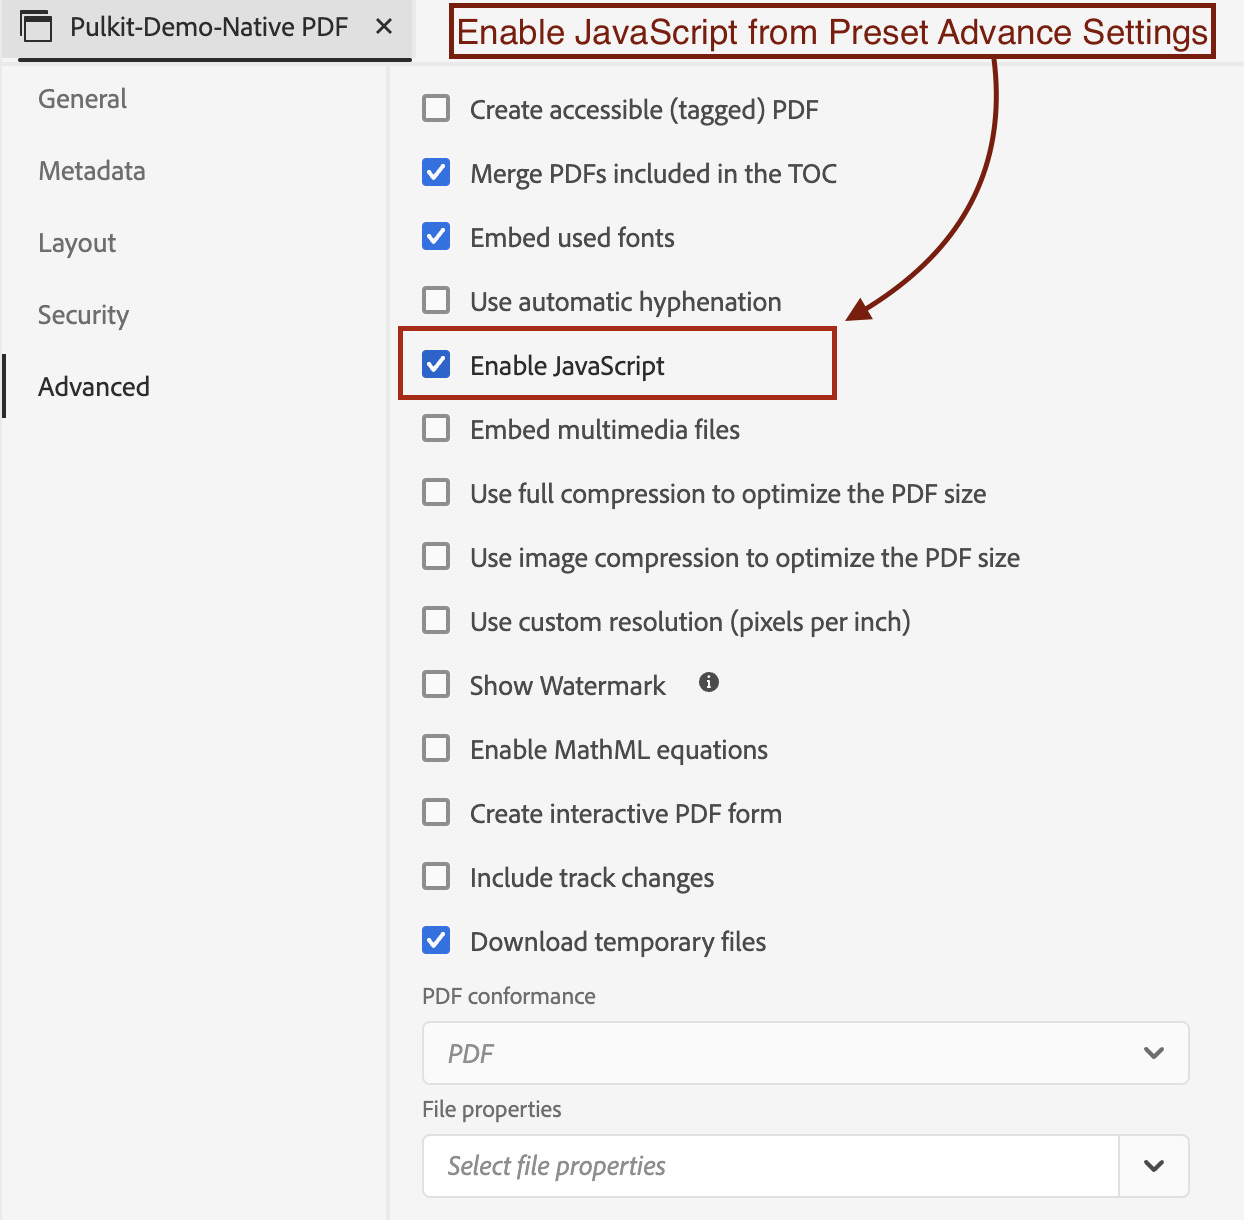 Pulkit-Demo-Native PDF
Enable JavaScript from Preset Advance Settings
General
Metadata
Layout
Security
Advanced
Create accessible (tagged) PDF
Merge PDFs included in the TOC
Embed used fonts
Use automatic hyphenation
Enable JavaScript
Embed multimedia files
Use full compression to optimize the PDF size
Use image compression to optimize the PDF size
Use custom resolution (pixels per inch)
Show Watermark
Enable MathML equations
Create interactive PDF form
Include track changes
Download temporary files
PDF conformance
PDF
File properties
Select file properties